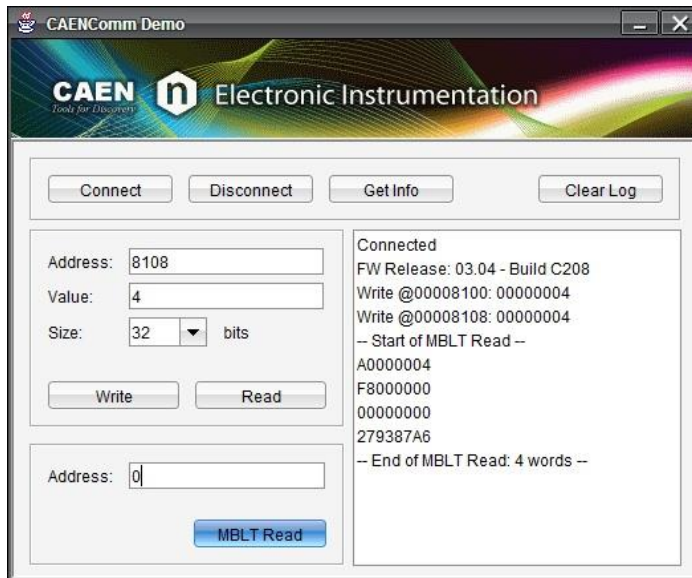 CAENComm Demo
CAEN n Electronic Instrumentation
Tools for Discovery
Connect Disconnect Get Info Clear Log
Address: 8108
Value: 4
Size: 32 bits
Write Read
Address: 0
MBLT Read
Connected
FW Release: 03.04 - Build C208
Write @00008100: 00000004
Write @00008108: 00000004
-- Start of MBLT Read --
A0000004
F8000000
00000000
279387A6
-- End of MBLT Read: 4 words --